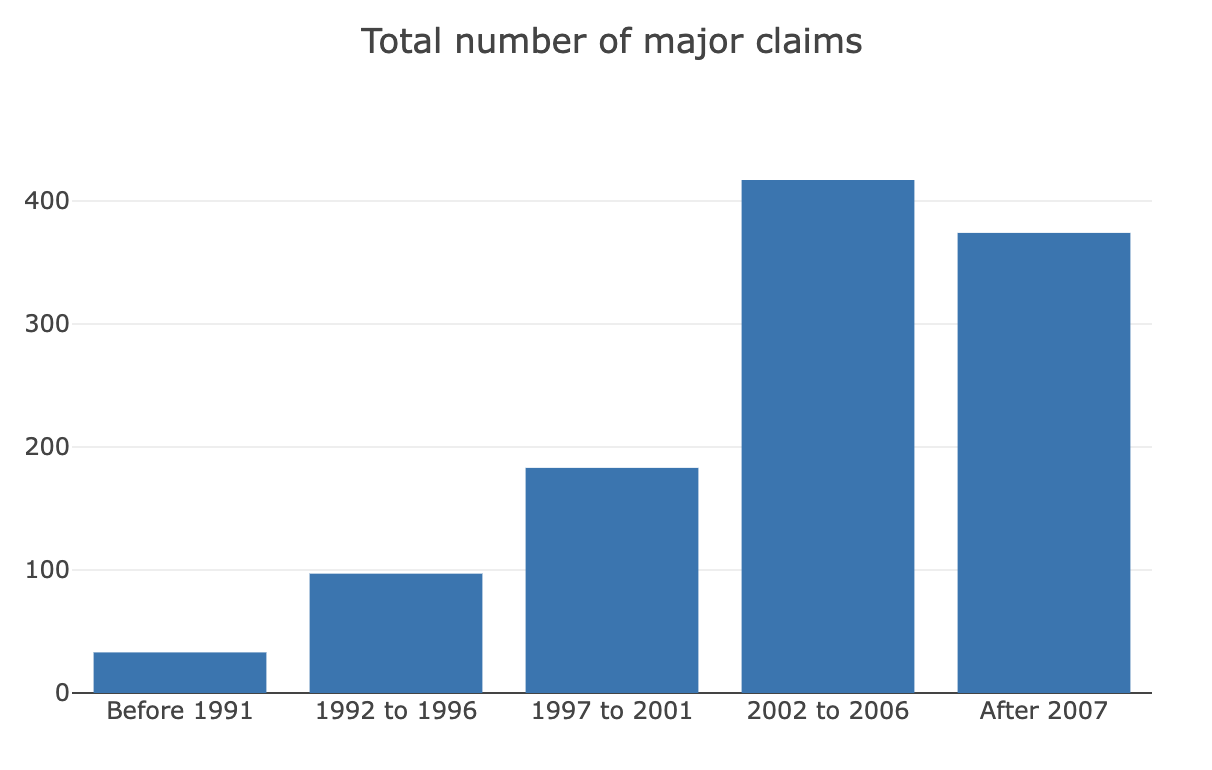 Total number of major claims
400
300
200
100
0
Before 1991
1992 to 1996
1997 to 2001
2002 to 2006
After 2007